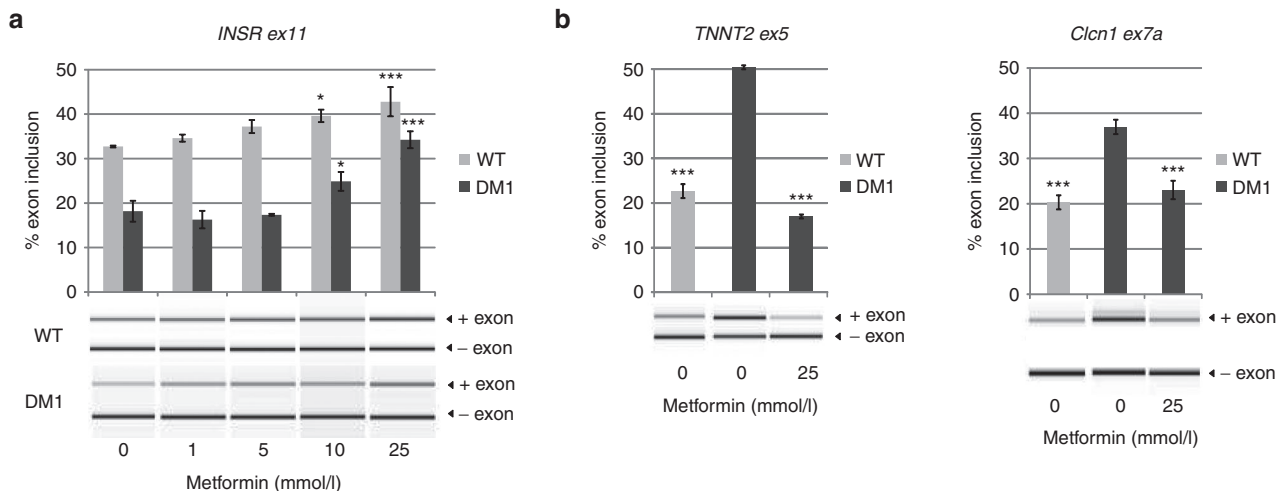 a
INSR ex11
% exon inclusion
50
40
30
20
10
0
*
***
*
***
WT
DM1
WT
+ exon
– exon
DM1
+ exon
– exon
0 1 5 10 25
Metformin (mmol/l)
b
TNNT2 ex5
% exon inclusion
50
40
30
20
10
0
***
***
WT
DM1
+ exon
– exon
0 0 25
Metformin (mmol/l)
Clcn1 ex7a
% exon inclusion
50
40
30
20
10
0
***
***
WT
DM1
+ exon
– exon
0 0 25
Metformin (mmol/l)